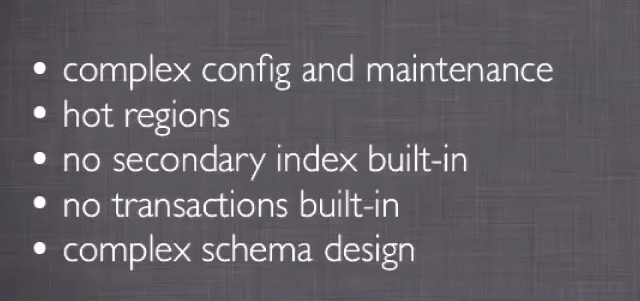 • complex config and maintenance
• hot regions
• no secondary index built-in
• no transactions built-in
• complex schema design